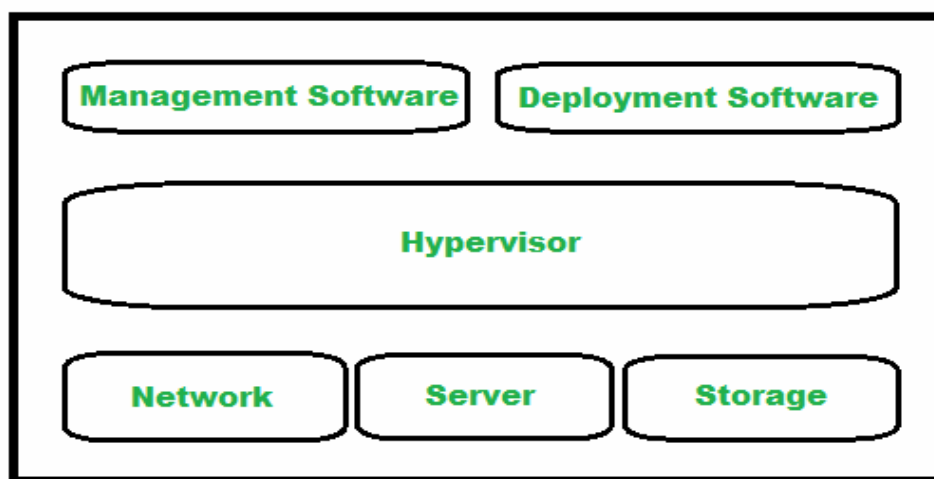 Management Software
Deployment Software
Hypervisor
Network
Server
Storage